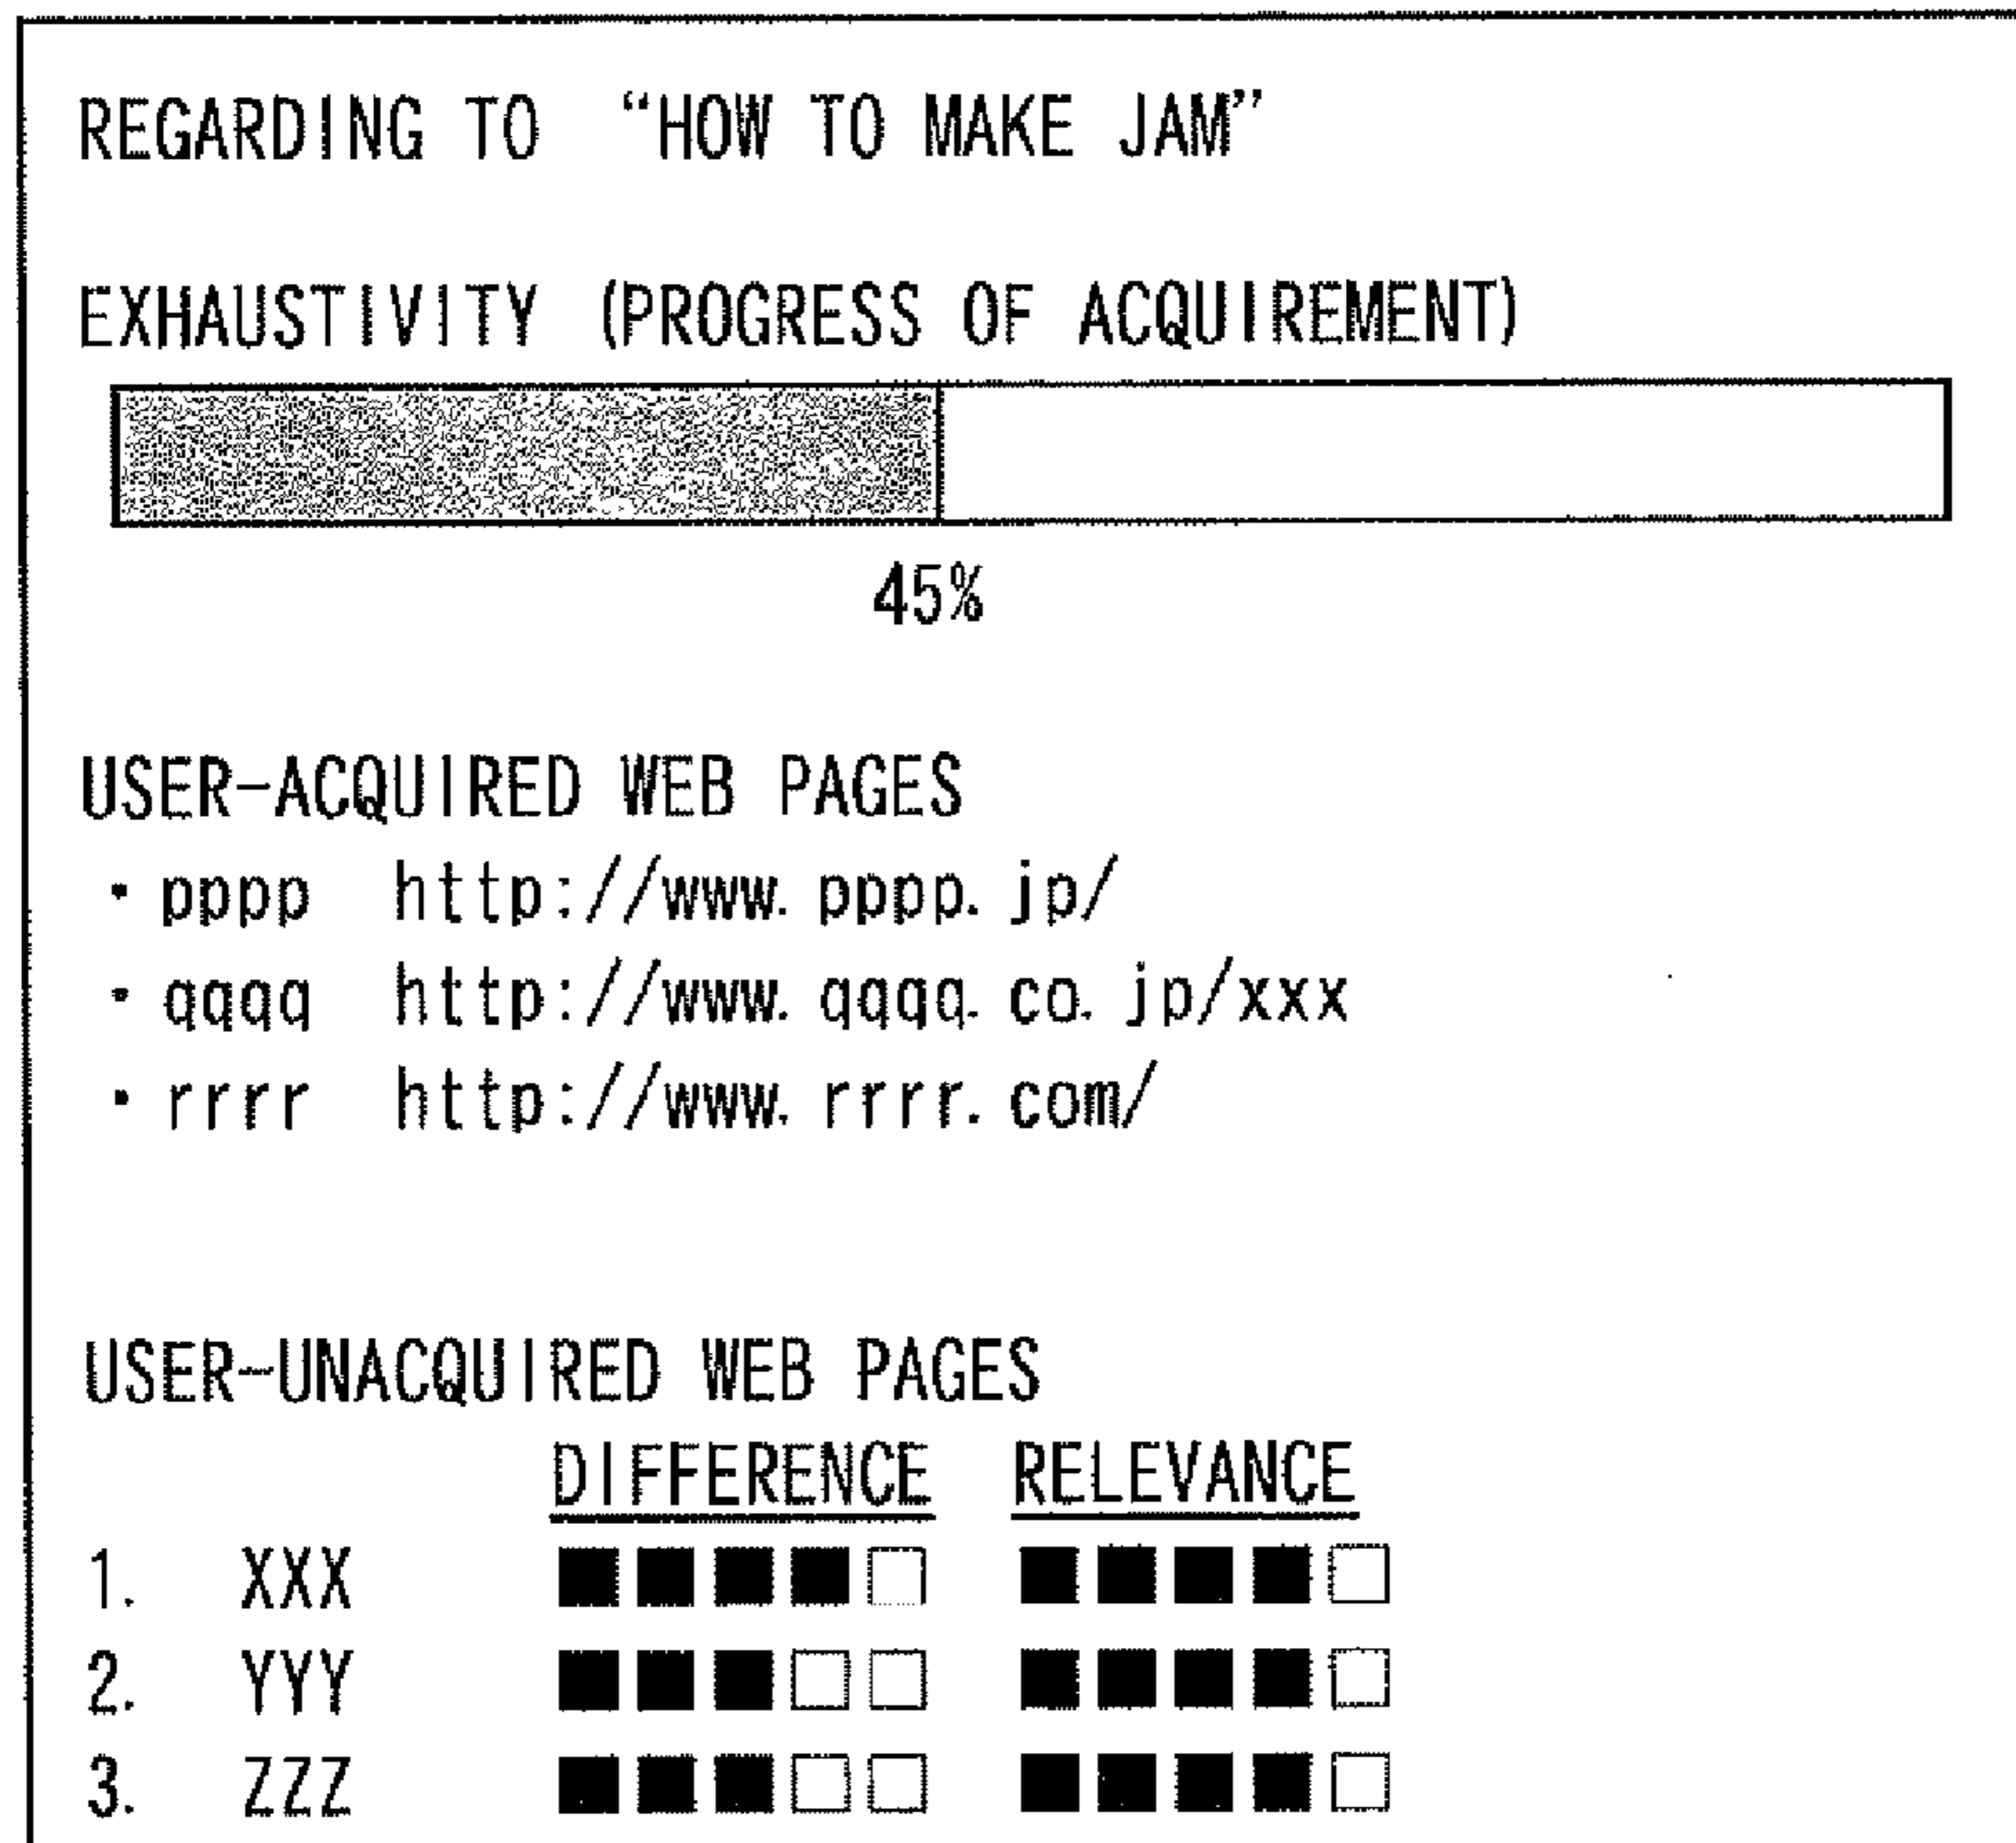 REGARDING TO “HOW TO MAKE JAM”
EXHAUSTIVITY (PROGRESS OF ACQUIREMENT)
45%
USER-ACQUIRED WEB PAGES
・pppp http://www.pppp.jp/
・qqqq http://www.qqqq.co.jp/xxx
・rrrr http://www.rrrr.com/
USER-UNACQUIRED WEB PAGES
DIFFERENCE RELEVANCE
1. XXX ■■■■□ ■■■■□
2. YYY ■■■□□ ■■■■□
3. ZZZ ■■■□□ ■■■■□